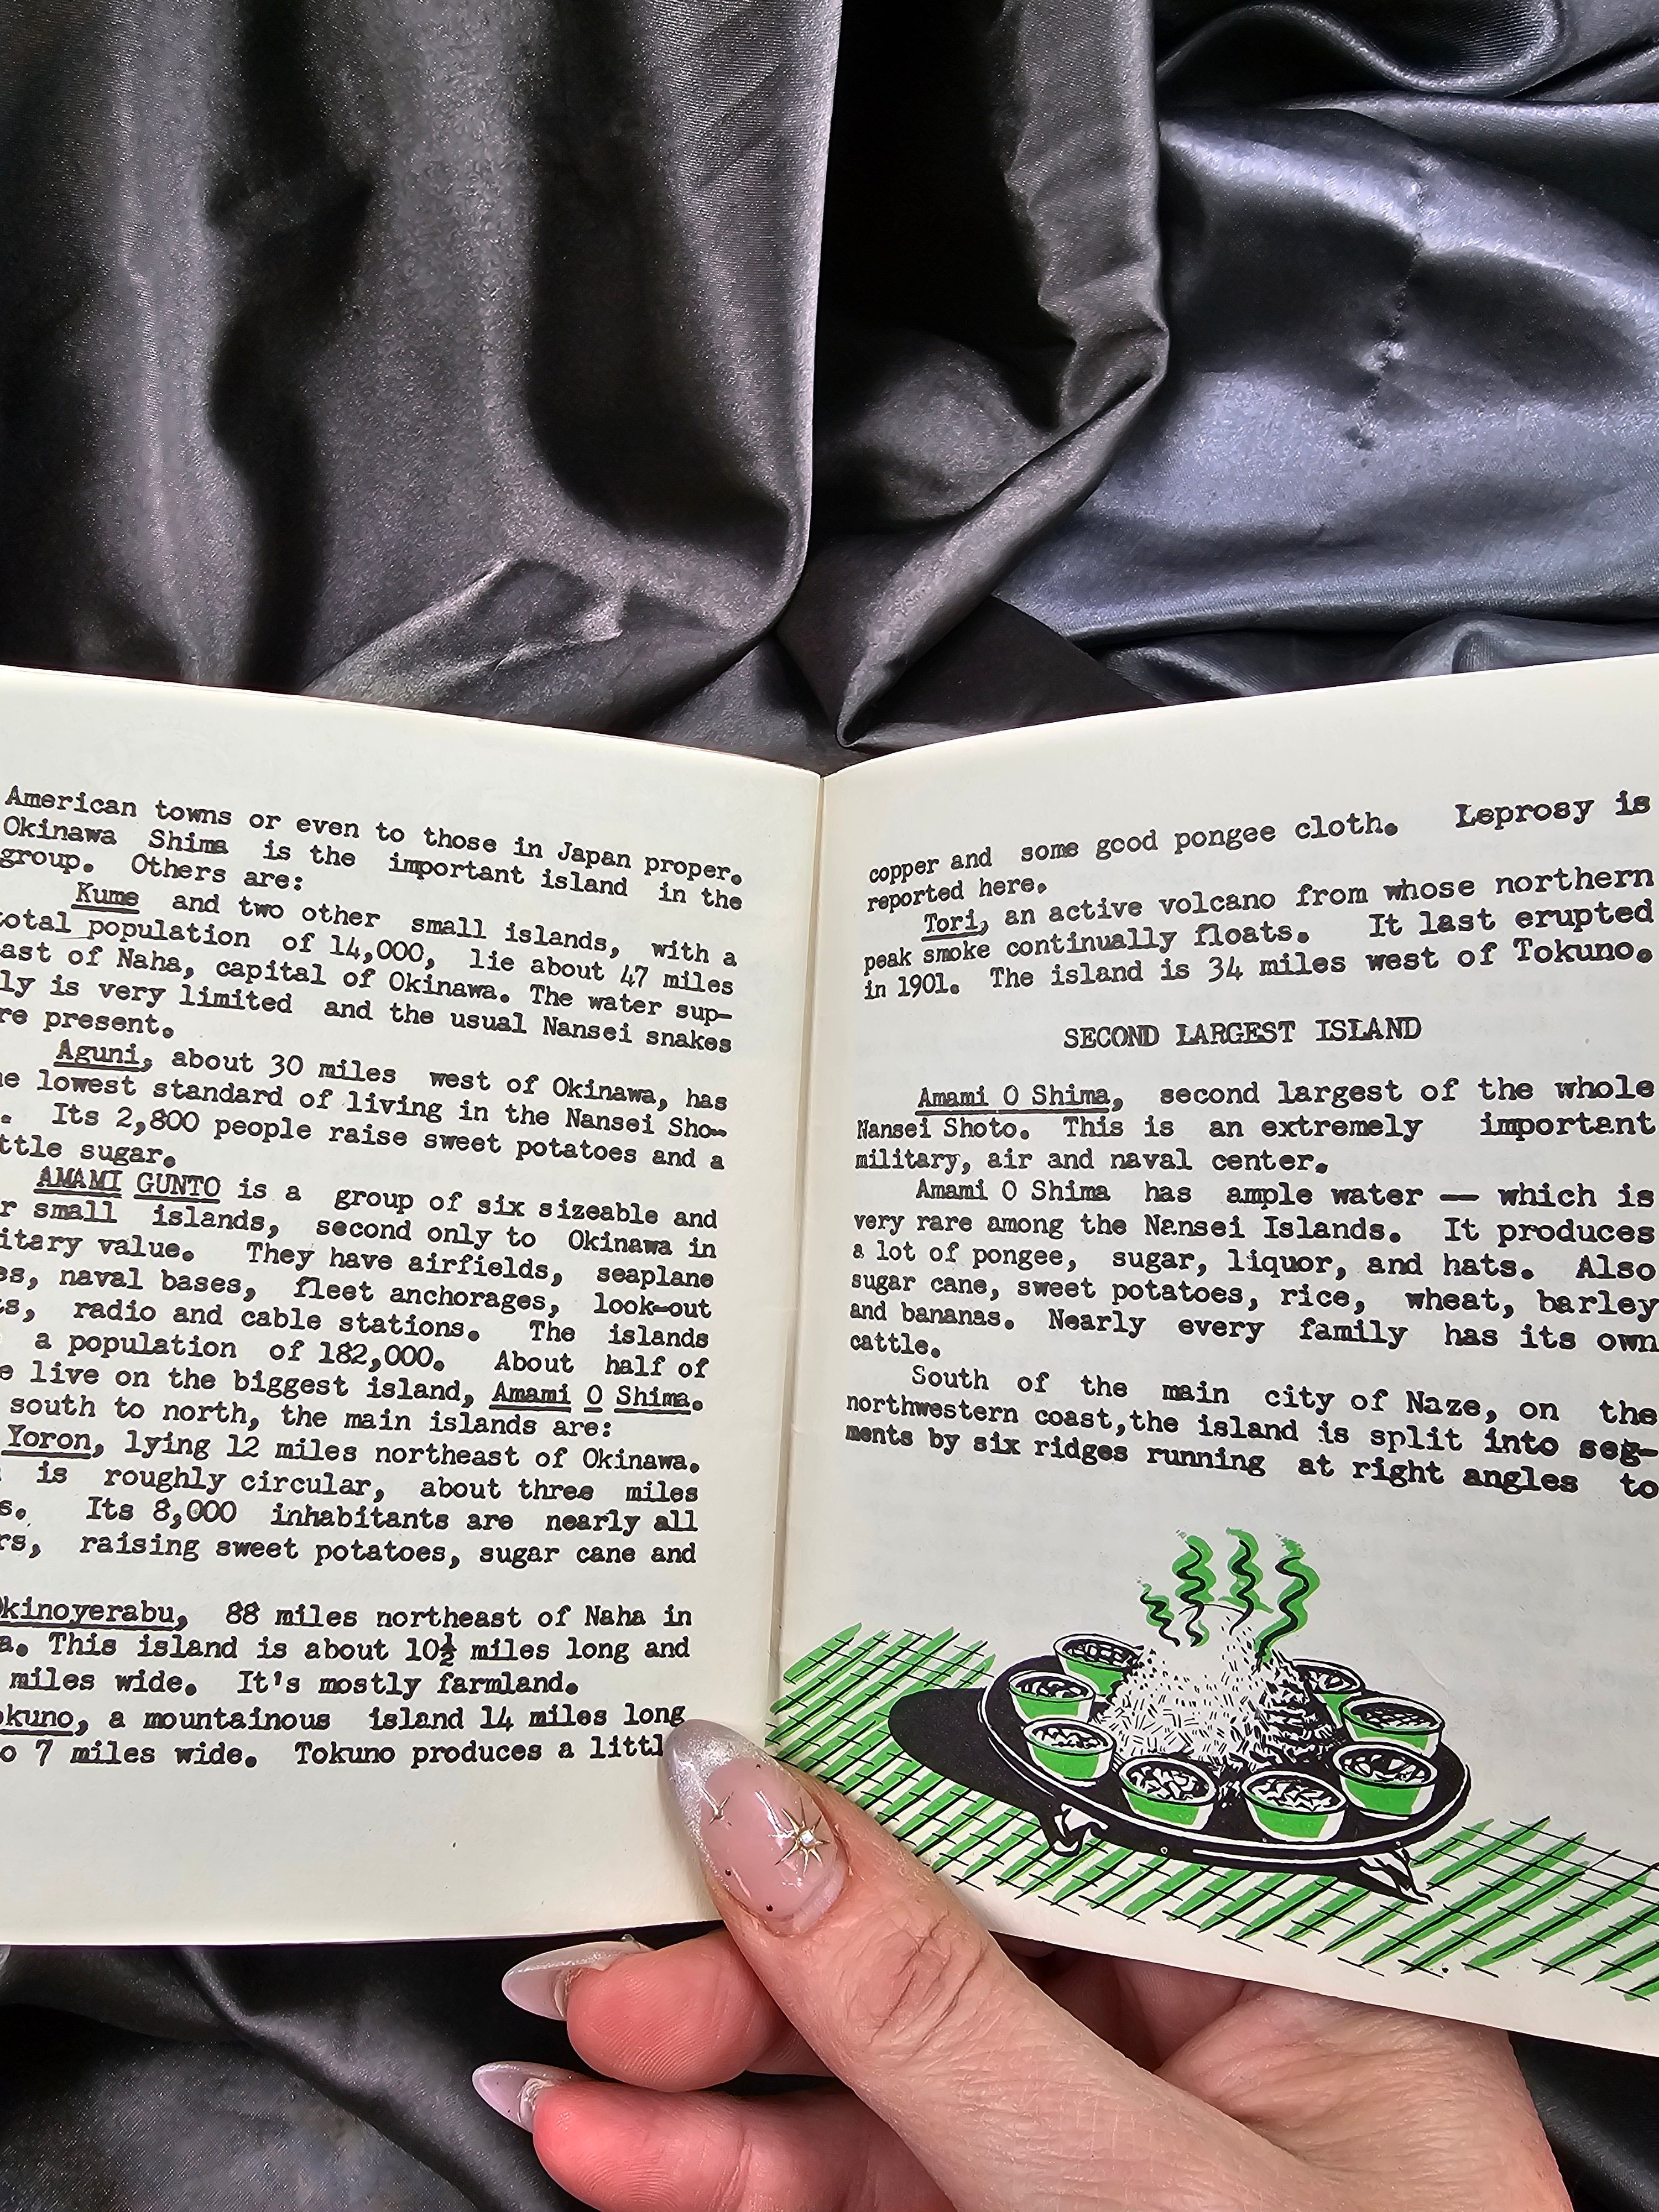 American towns or even to those in Japan proper.
Okinawa Shima is the important island in the
group. Others are:
Kume and two other small islands, with a
total population of 14,000, lie about 47 miles
ast of Naha, capital of Okinawa. The water sup-
ly is very limited and the usual Nansei snakes
re present.
Aguni, about 30 miles west of Okinawa, has
e lowest standard of living in the Nansei Sho-
. Its 2,800 people raise sweet potatoes and a
ttle sugar.
AMAMI GUNTO is a group of six sizeable and
r small islands, second only to Okinawa in
itary value. They have airfields, seaplane
es, naval bases, fleet anchorages, look-out
ts, radio and cable stations. The islands
a population of 182,000. About half of
e live on the biggest island, Amami O Shima.
south to north, the main islands are:
Yoron, lying 12 miles northeast of Okinawa.
is roughly circular, about three miles
s. Its 8,000 inhabitants are nearly all
rs, raising sweet potatoes, sugar cane and
kinoyerabu, 88 miles northeast of Naha in
a. This island is about 10½ miles long and
miles wide. It's mostly farmland.
okuno, a mountainous island 14 miles long
o 7 miles wide. Tokuno produces a littl
copper and some good pongee cloth. Leprosy is
reported here.
Tori, an active volcano from whose northern
peak smoke continually floats. It last erupted
in 1901. The island is 34 miles west of Tokuno.
SECOND LARGEST ISLAND
Amami O Shima, second largest of the whole
Nansei Shoto. This is an extremely important
military, air and naval center.
Amami O Shima has ample water — which is
very rare among the Nansei Islands. It produces
a lot of pongee, sugar, liquor, and hats. Also
sugar cane, sweet potatoes, rice, wheat, barley
and bananas. Nearly every family has its own
cattle.
South of the main city of Naze, on the
northwestern coast, the island is split into seg-
ments by six ridges running at right angles to